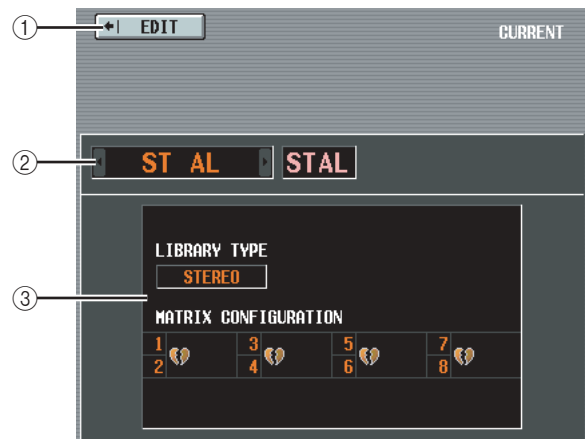 ① EDIT CURRENT
② ST AL STAL
LIBRARY TYPE
STEREO
③
MATRIX CONFIGURATION
1 3 5 7
2 4 6 8